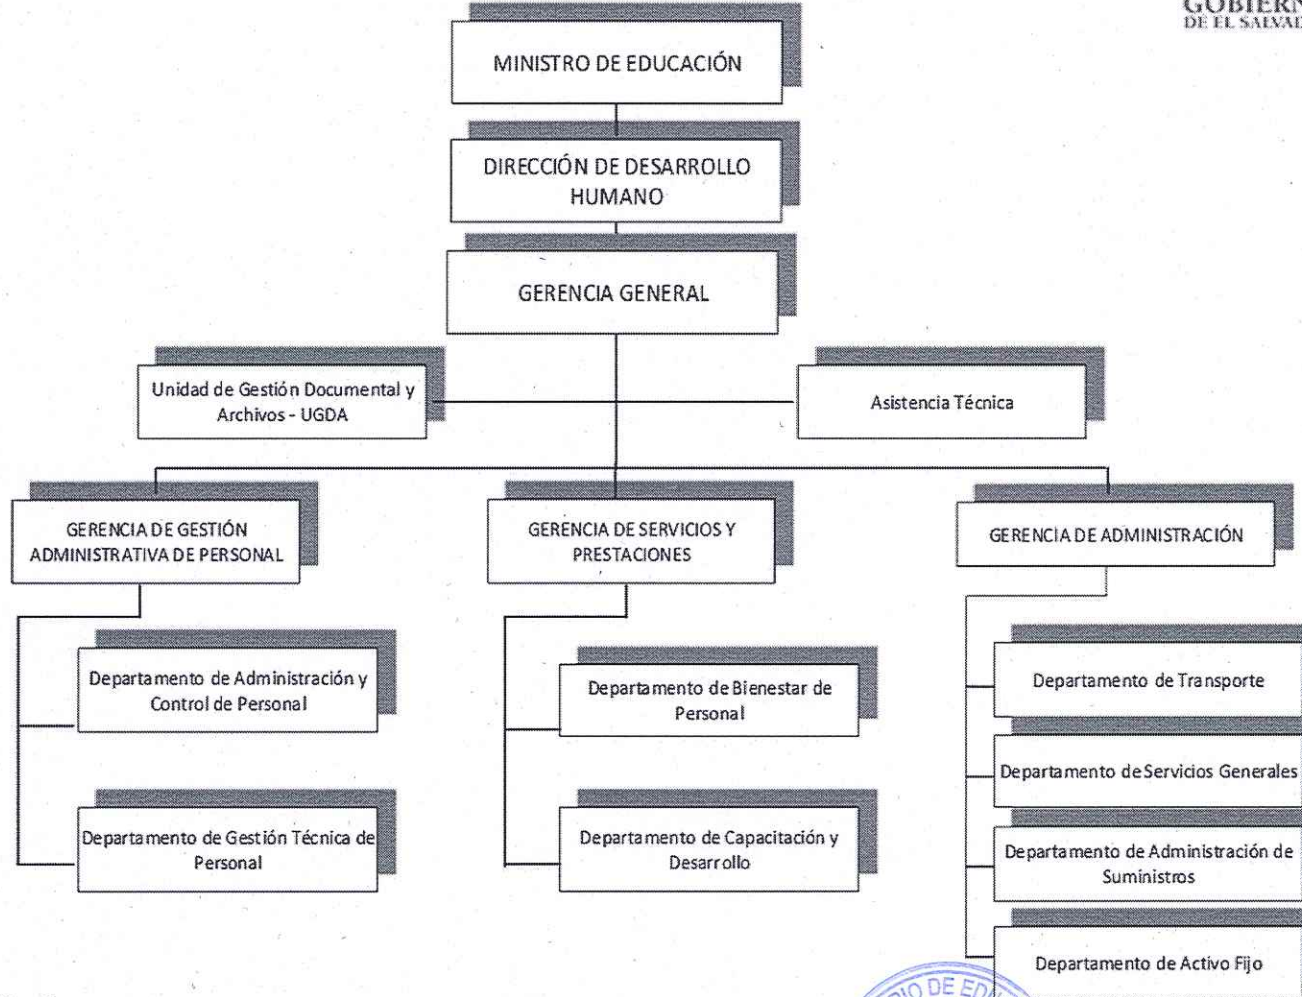 GOBIERN
DE EL SALVAD
MINISTRO DE EDUCACIÓN
DIRECCIÓN DE DESARROLLO
HUMANO
GERENCIA GENERAL
Unidad de Gestión Documental y
Archivos - UGDA
Asistencia Técnica
GERENCIA DE GESTIÓN
ADMINISTRATIVA DE PERSONAL
GERENCIA DE SERVICIOS Y
PRESTACIONES
GERENCIA DE ADMINISTRACIÓN
Departamento de Administración y
Control de Personal
Departamento de Gestión Técnica de
Personal
Departamento de Bienestar de
Personal
Departamento de Capacitación y
Desarrollo
Departamento de Transporte
Departamento de Servicios Generales
Departamento de Administración de
Suministros
Departamento de Activo Fijo
IO DE EDU